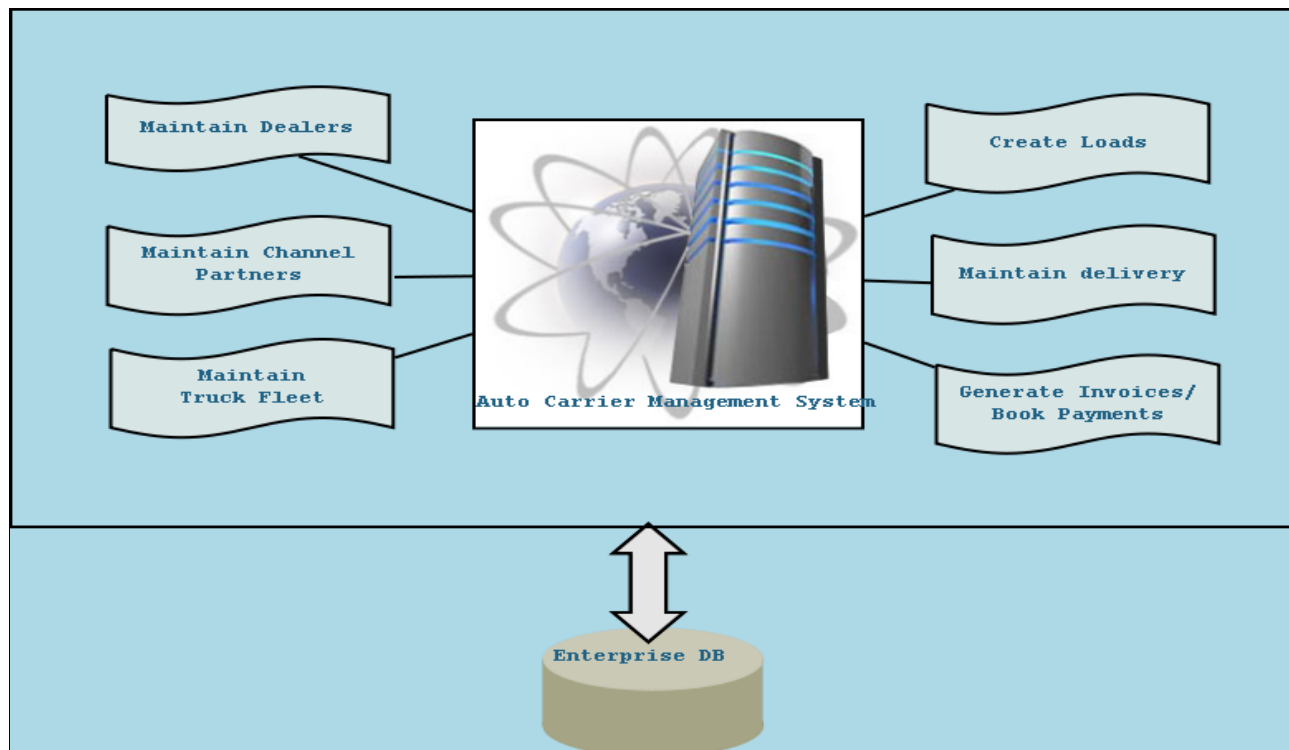 Maintain Dealers
Maintain Channel
Partners
Maintain
Truck Fleet
Auto Carrier Management System
Create Loads
Maintain delivery
Generate Invoices/
Book Payments
Enterprise DB